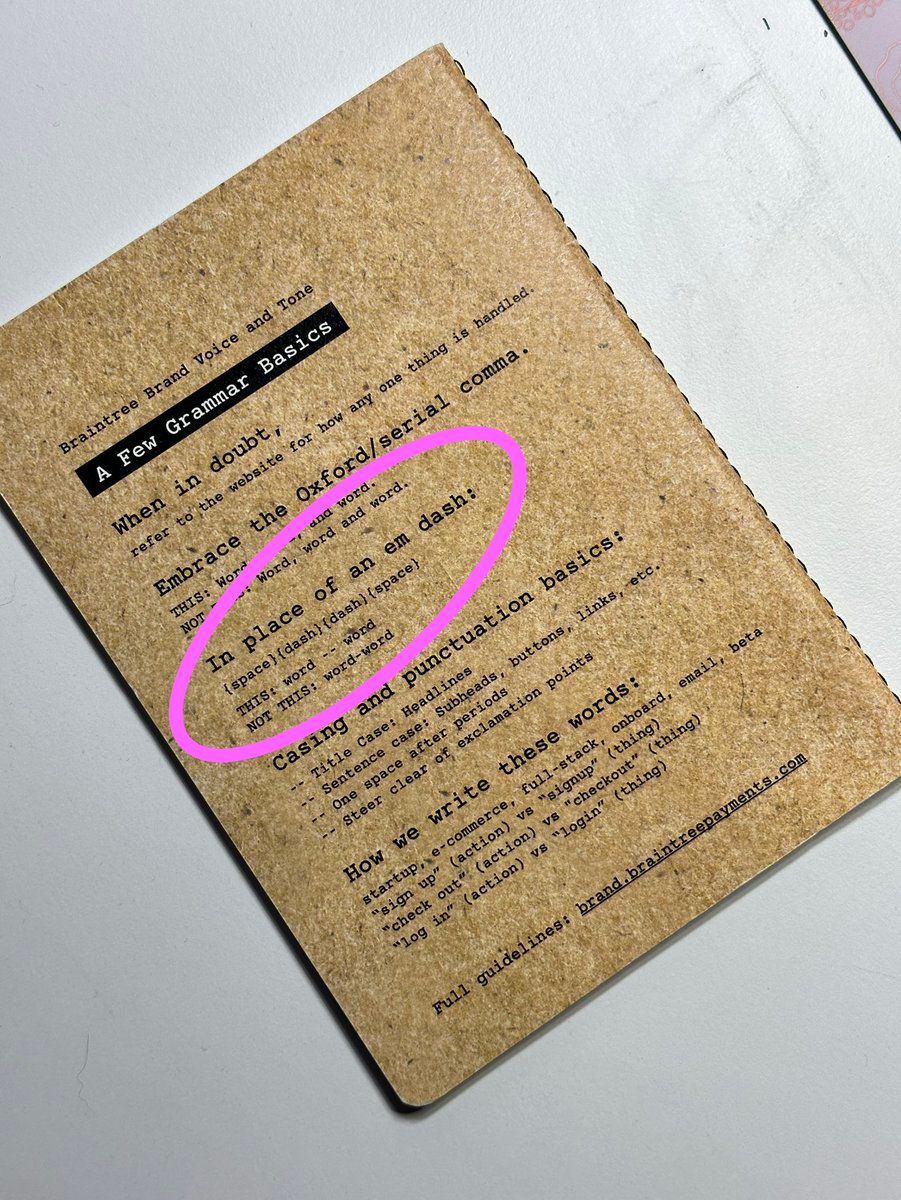 Braintree Brand Voice and Tone
A Few Grammar Basics
When in doubt,
refer to the website for how any one thing is handled.
Embrace the Oxford/serial comma.
THIS: Word, and word.
NOT THIS: Word, word and word.
In place of an em dash:
{space}{dash}{dash}{space}
THIS: word -- word
NOT THIS: word-word
Casing and punctuation basics:
-- Title Case: Headlines
-- Sentence case: Subheads, buttons, links, etc.
-- One space after periods
-- Steer clear of exclamation points
How we write these words:
startup, e-commerce, full-stack, onboard, email, beta
“sign up” (action) vs “signup” (thing)
“check out” (action) vs "checkout” (thing)
“log in” (action) vs “login” (thing)
Full guidelines: brand.braintreepayments.com